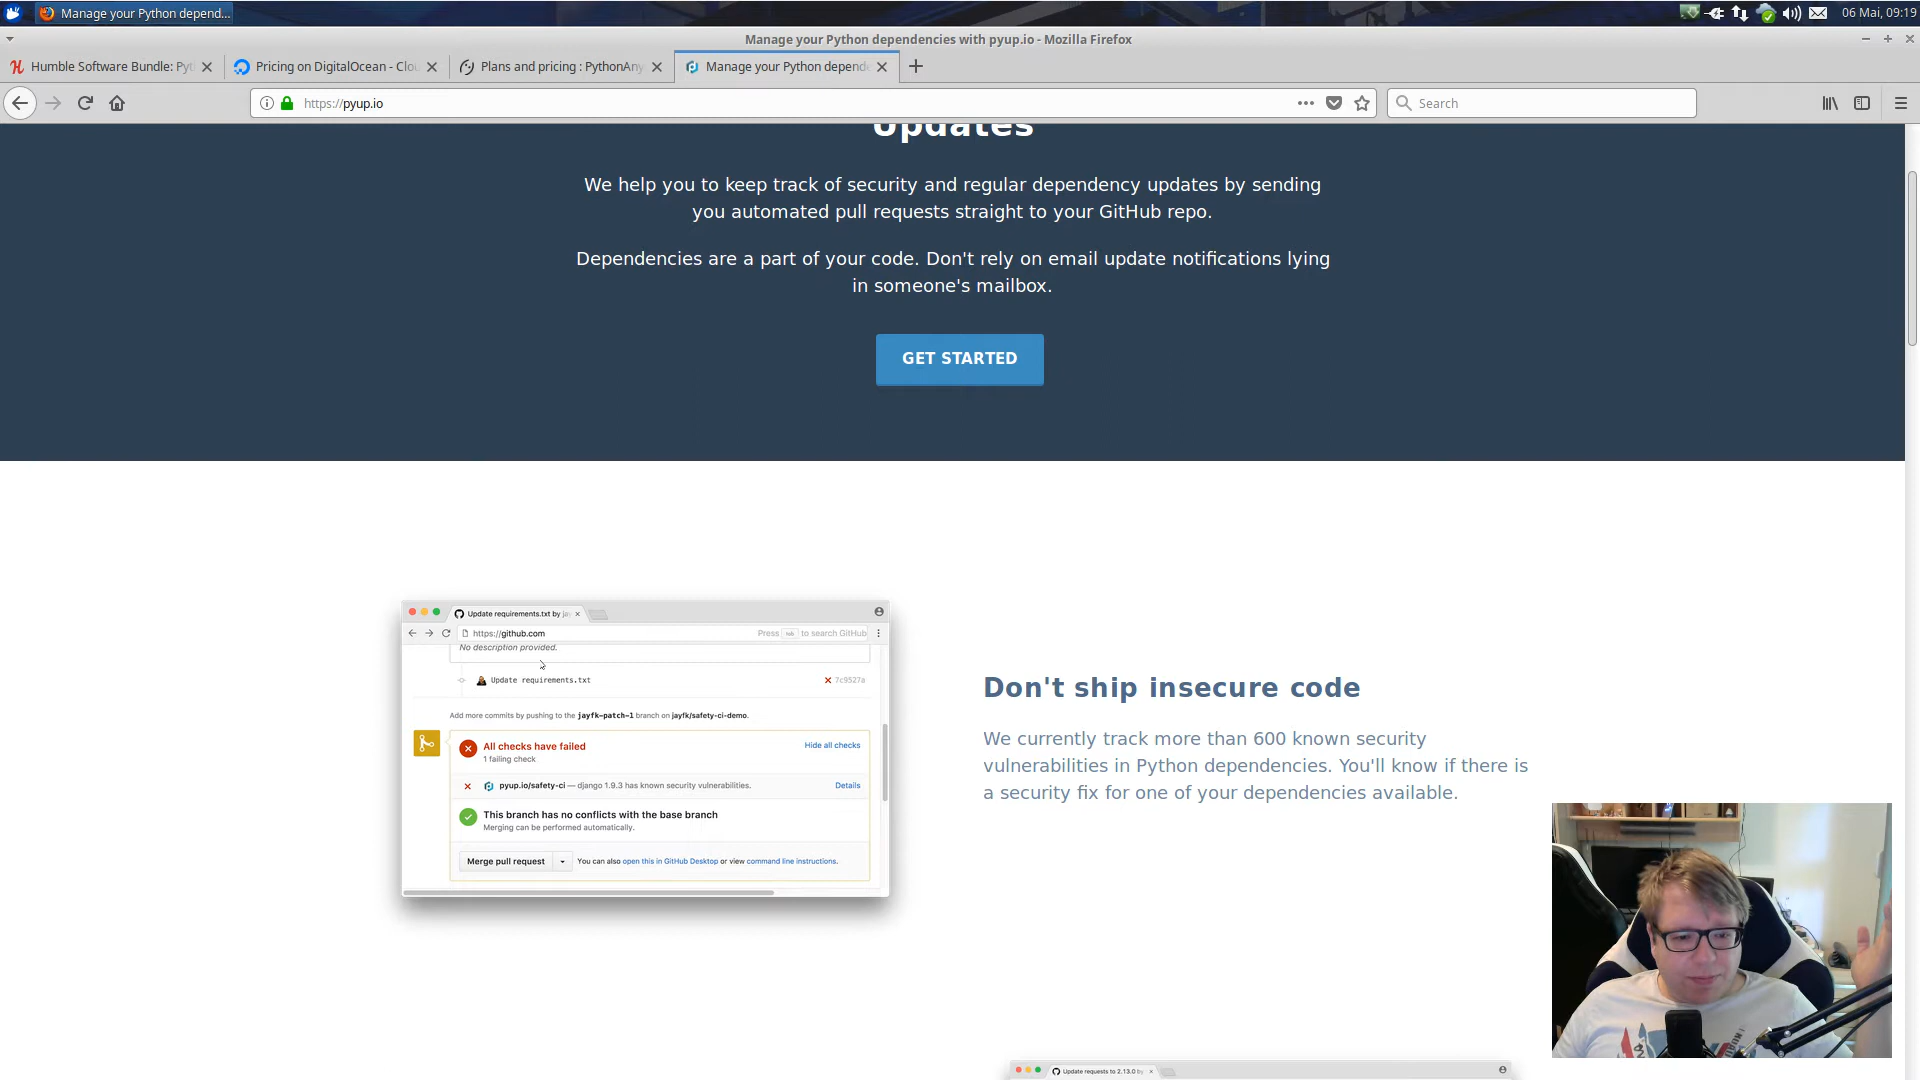 Manage your Python depend...
06 Mai, 09:19
Manage your Python dependencies with pyup.io - Mozilla Firefox
Humble Software Bundle: Pyt
Pricing on DigitalOcean - Clou
Plans and pricing : PythonAny
Manage your Python depende
https://pyup.io
Search
Updates
We help you to keep track of security and regular dependency updates by sending
you automated pull requests straight to your GitHub repo.
Dependencies are a part of your code. Don't rely on email update notifications lying
in someone's mailbox.
GET STARTED
Update requirements.txt by jay
https://github.com
Press tab to search GitHub
No description provided.
Update requirements.txt
7c9527a
Add more commits by pushing to the jayfk-patch-1 branch on jayfk/safety-ci-demo.
All checks have failed
Hide all checks
1 failing check
pyup.io/safety-ci — django 1.9.3 has known security vulnerabilities.
Details
This branch has no conflicts with the base branch
Merging can be performed automatically.
Merge pull request
You can also open this in GitHub Desktop or view command line instructions.
Don't ship insecure code
We currently track more than 600 known security
vulnerabilities in Python dependencies. You'll know if there is
a security fix for one of your dependencies available.
Update requests to 2.13.0 by